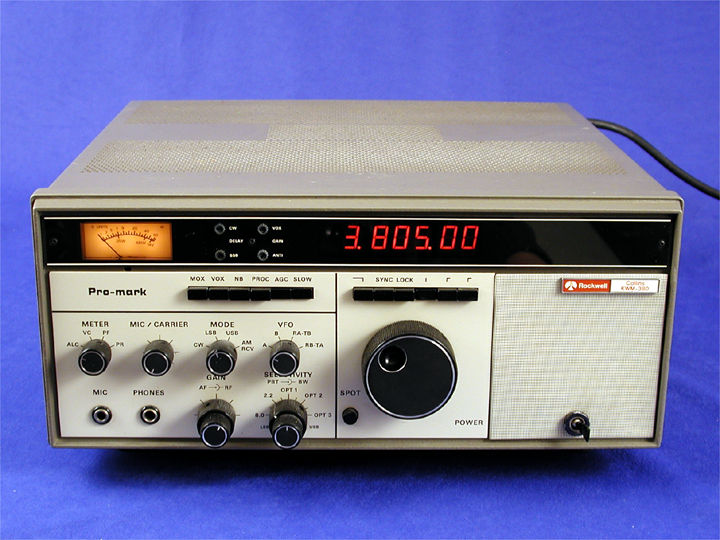 CW
VOX
DELAY
GAIN
SSB
ANTI
3.805.00
MOX VOX NB PROC AGC SLOW
SYNC LOCK
Pro-mark
Rockwell
Collins
KWM-380
METER
VC PF
ALC PR
MIC / CARRIER
MODE
LSB USB
CW AM
RCV
VFO
B RA-TB
A RB-TA
GAIN
AF RF
SELECTIVITY
PBT BW
OPT 1
2.2 OPT 2
8.0 OPT 3
LSB USB
MIC
PHONES
SPOT
POWER